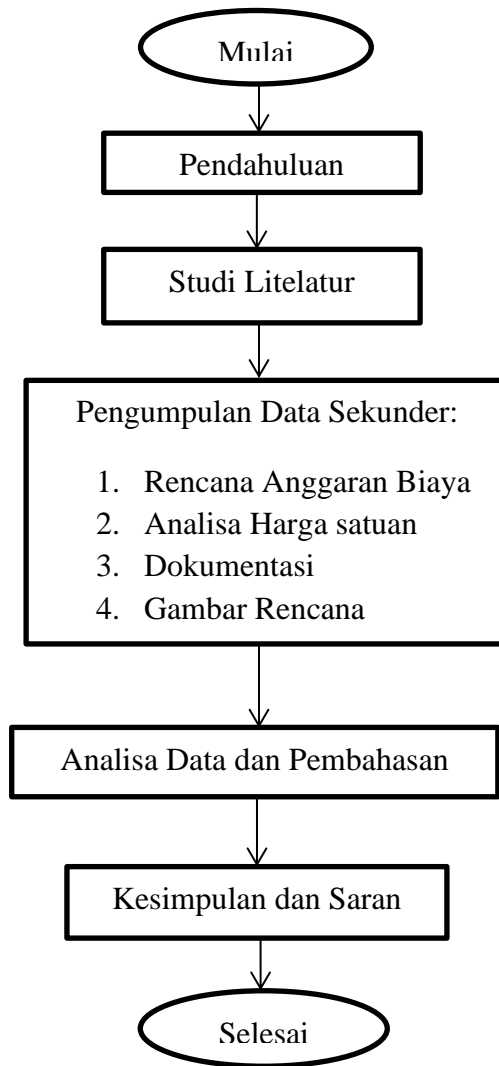 Mulai
Pendahuluan
Studi Litelatur
Pengumpulan Data Sekunder:
1. Rencana Anggaran Biaya
2. Analisa Harga satuan
3. Dokumentasi
4. Gambar Rencana
Analisa Data dan Pembahasan
Kesimpulan dan Saran
Selesai